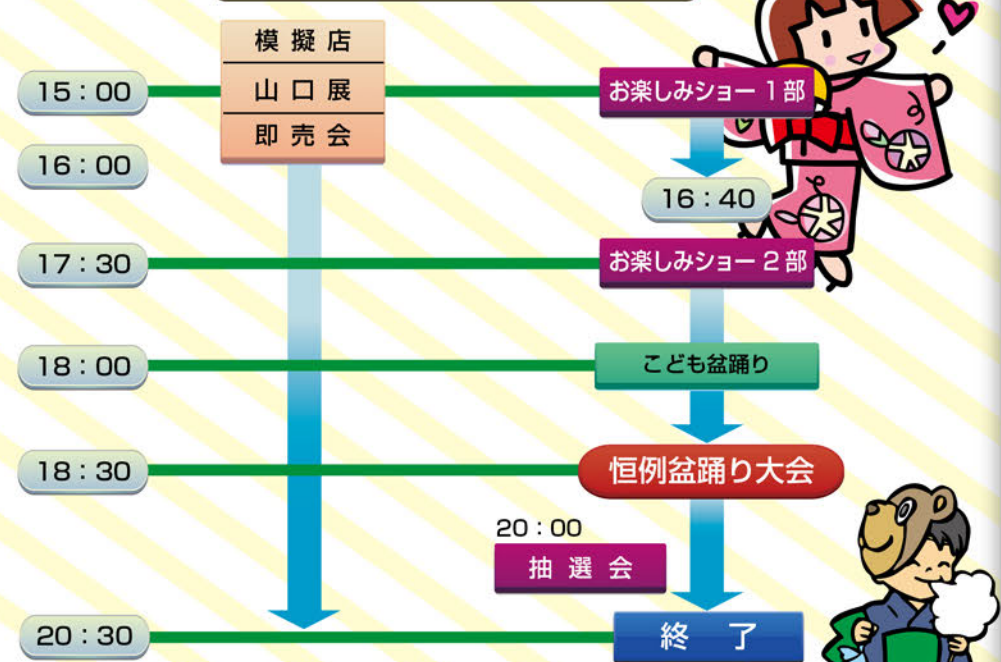 模擬店
15：00
山口展
お楽しみショー1部
即売会
16：00
16：40
17：30
お楽しみショー2部
18：00
こども盆踊り
18：30
恒例盆踊り大会
20：00
抽選会
20：30
終了